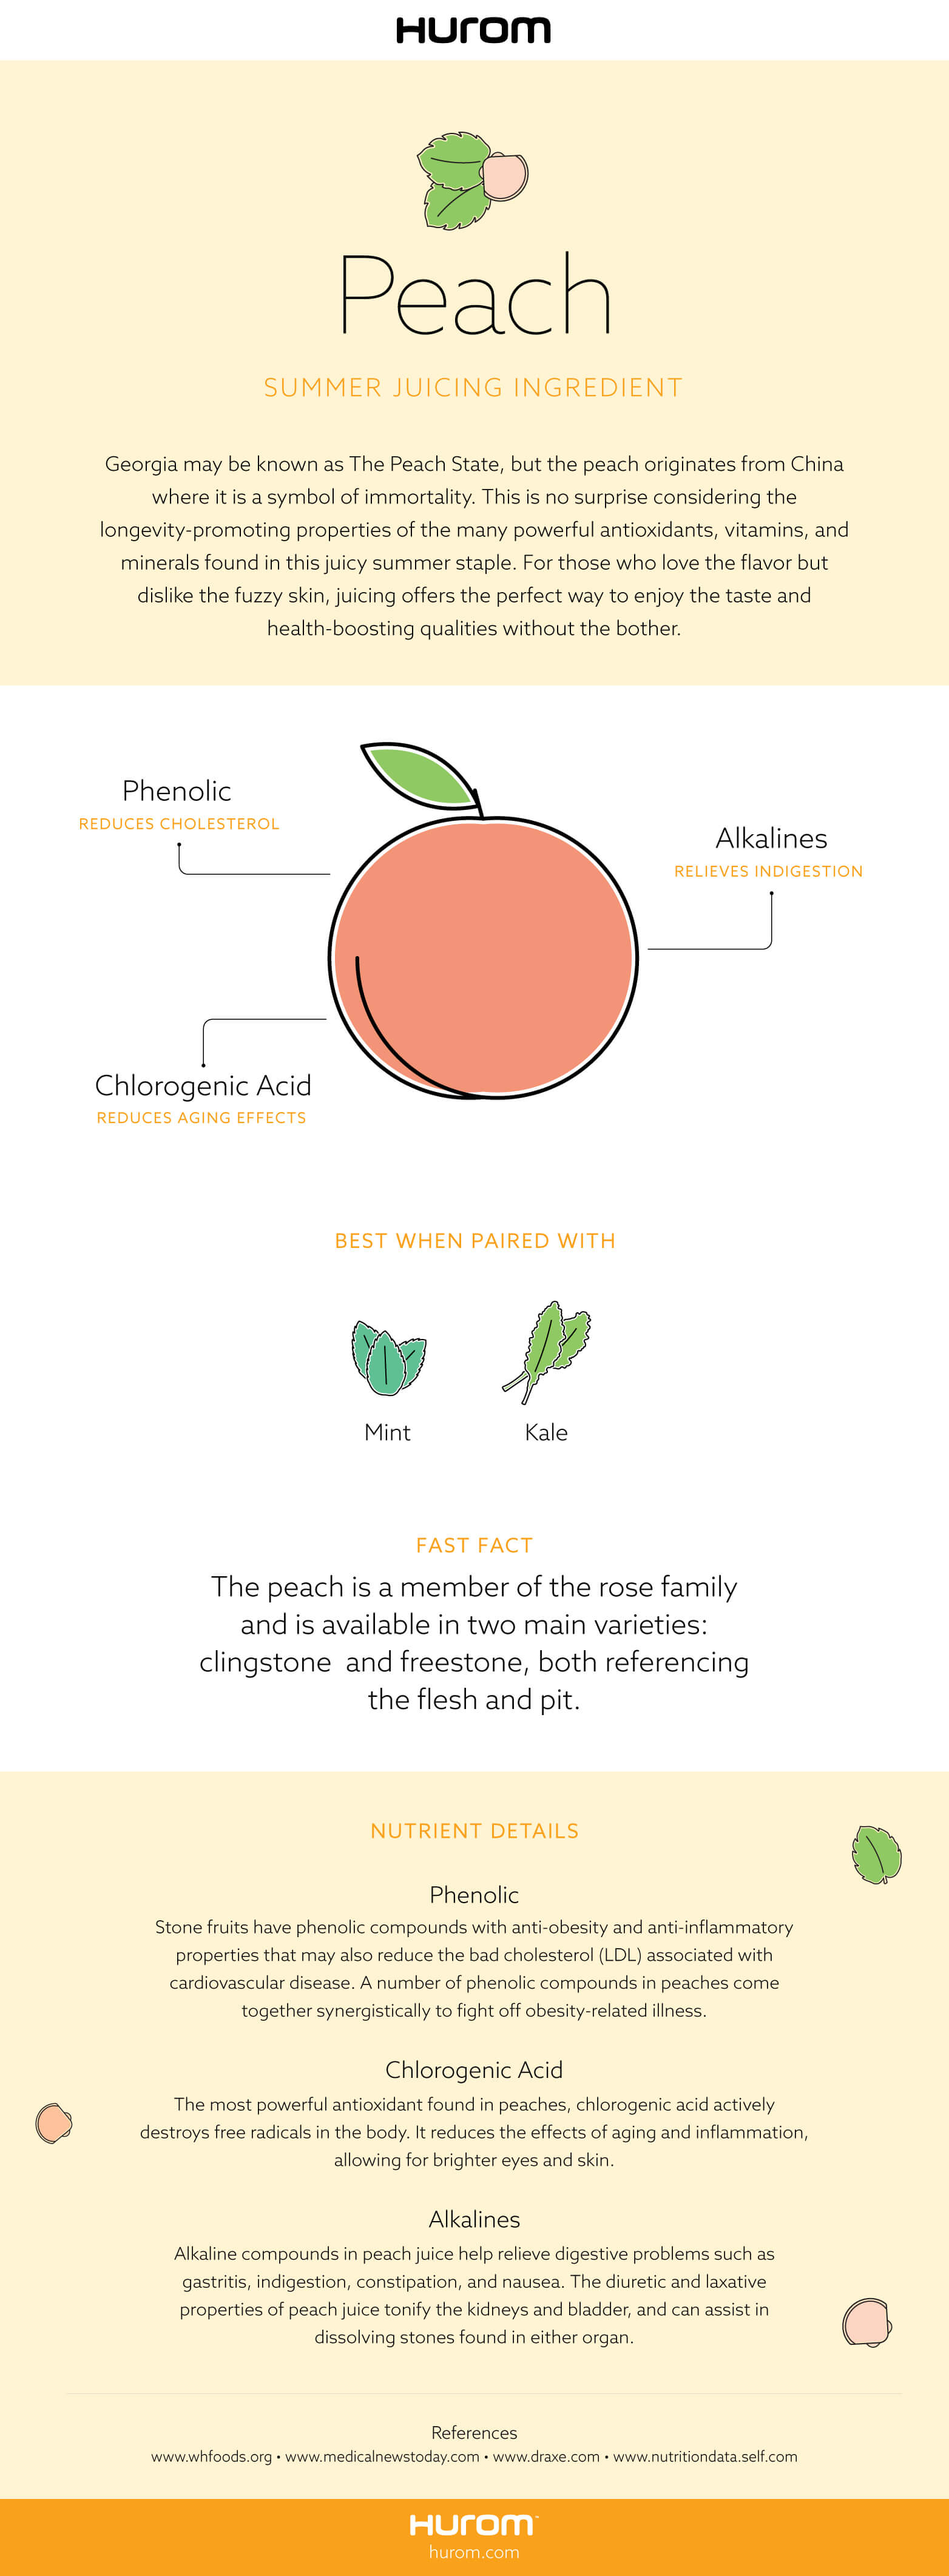 Hurom
Peach
SUMMER JUICING INGREDIENT
Georgia may be known as The Peach State, but the peach originates from China
where it is a symbol of immortality. This is no surprise considering the
longevity-promoting properties of the many powerful antioxidants, vitamins, and
minerals found in this juicy summer staple. For those who love the flavor but
dislike the fuzzy skin, juicing offers the perfect way to enjoy the taste and
health-boosting qualities without the bother.
Phenolic
REDUCES CHOLESTEROL
Alkalines
RELIEVES INDIGESTION
Chlorogenic Acid
REDUCES AGING EFFECTS
BEST WHEN PAIRED WITH
Mint
Kale
FAST FACT
The peach is a member of the rose family
and is available in two main varieties:
clingstone and freestone, both referencing
the flesh and pit.
NUTRIENT DETAILS
Phenolic
Stone fruits have phenolic compounds with anti-obesity and anti-inflammatory
properties that may also reduce the bad cholesterol (LDL) associated with
cardiovascular disease. A number of phenolic compounds in peaches come
together synergistically to fight off obesity-related illness.
Chlorogenic Acid
The most powerful antioxidant found in peaches, chlorogenic acid actively
destroys free radicals in the body. It reduces the effects of aging and inflammation,
allowing for brighter eyes and skin.
Alkalines
Alkaline compounds in peach juice help relieve digestive problems such as
gastritis, indigestion, constipation, and nausea. The diuretic and laxative
properties of peach juice tonify the kidneys and bladder, and can assist in
dissolving stones found in either organ.
References
www.whfoods.org • www.medicalnewstoday.com • www.draxe.com • www.nutritiondata.self.com
Hurom™
hurom.com